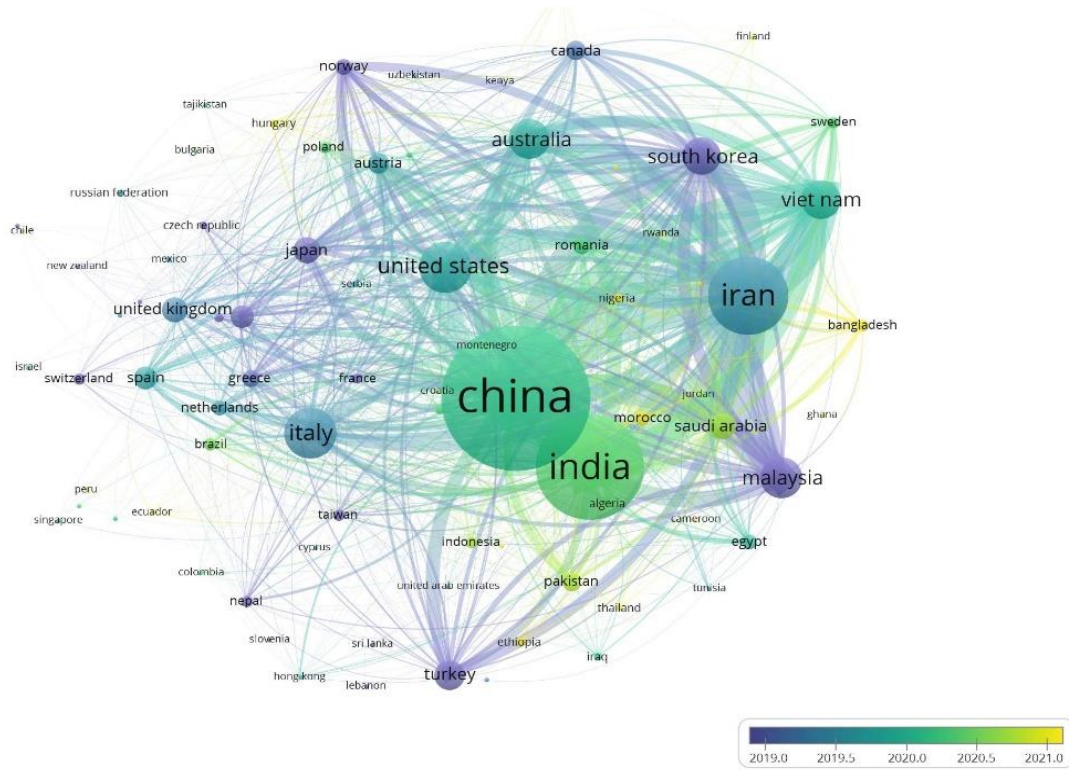 finland
canada
norway
uzbekistan
kenya
tajikistan
hungary
sweden
poland
australia
bulgaria
austria
south korea
russian federation
viet nam
czech republic
chile
rwanda
japan
romania
mexico
new zealand
united states
serbia
iran
nigeria
united kingdom
bangladesh
montenegro
israel
switzerland
spain
greece
france
croatia
china
jordan
netherlands
ghana
morocco
saudi arabia
italy
brazil
india
malaysia
peru
algeria
ecuador
taiwan
singapore
cameroon
indonesia
egypt
cyprus
colombia
united arab emirates
pakistan
tunisia
nepal
thailand
slovenia
sri lanka
ethiopia
iraq
hong kong
turkey
lebanon
2019.0 2019.5 2020.0 2020.5 2021.0